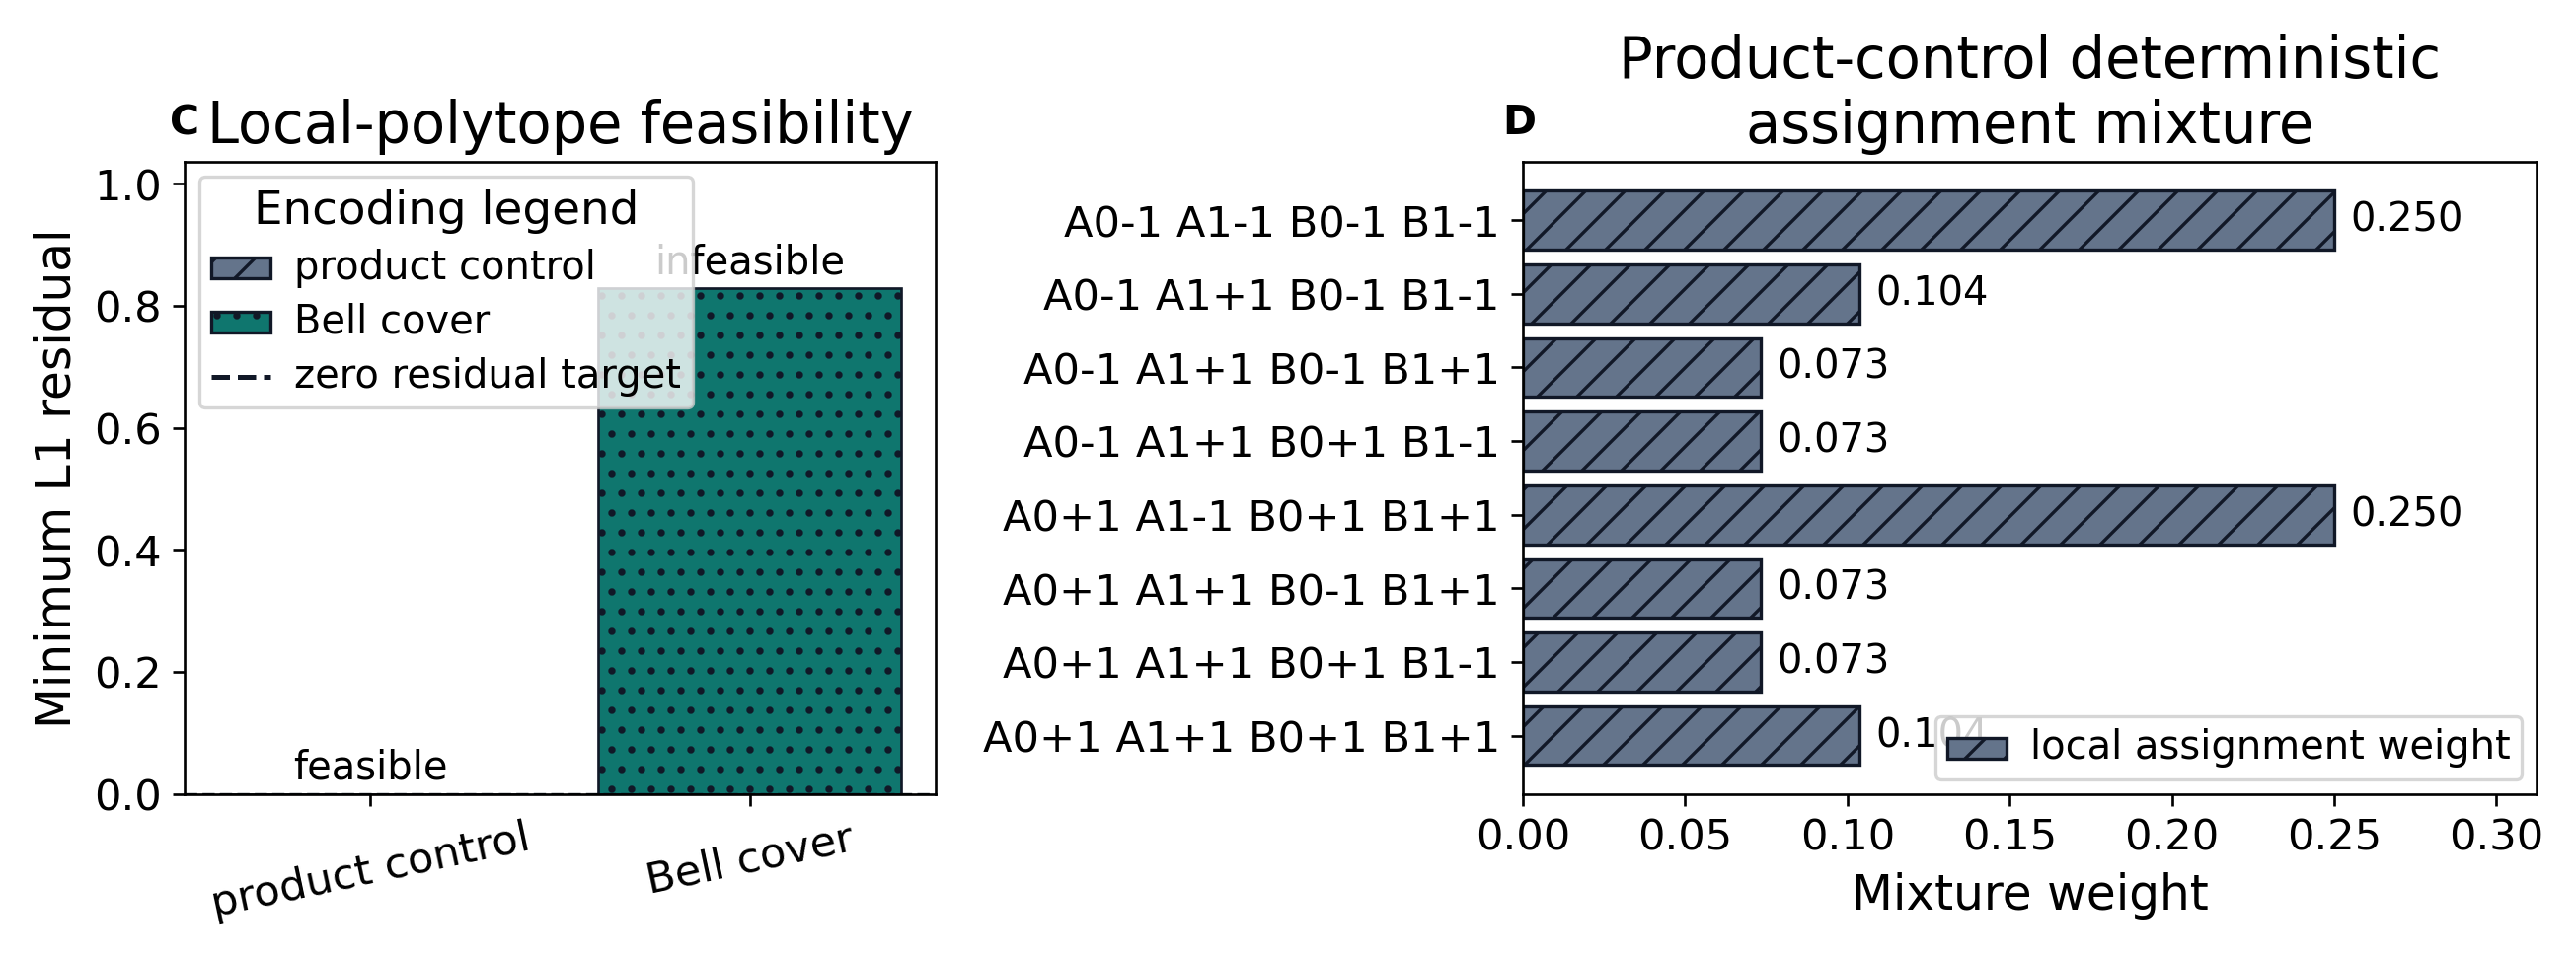 C Local-polytope feasibility
Minimum L1 residual
1.0
0.8
0.6
0.4
0.2
0.0
Encoding legend
product control
Bell cover
zero residual target
infeasible
feasible
product control
Bell cover
D
Product-control deterministic
assignment mixture
A0-1 A1-1 B0-1 B1-1
0.250
A0-1 A1+1 B0-1 B1-1
0.104
A0-1 A1+1 B0-1 B1+1
0.073
A0-1 A1+1 B0+1 B1-1
0.073
A0+1 A1-1 B0+1 B1+1
0.250
A0+1 A1+1 B0-1 B1+1
0.073
A0+1 A1+1 B0+1 B1-1
0.073
A0+1 A1+1 B0+1 B1+1
0.104
local assignment weight
0.00 0.05 0.10 0.15 0.20 0.25 0.30
Mixture weight